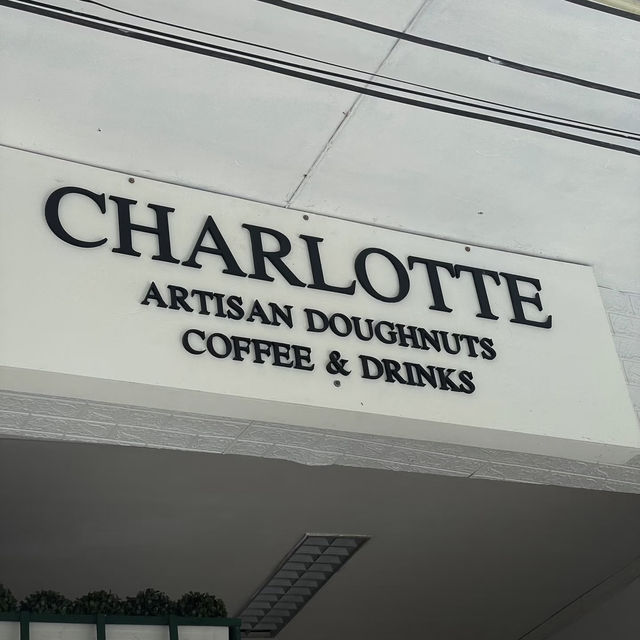 CHARLOTTE
ARTISAN DOUGHNUTS
COFFEE & DRINKS